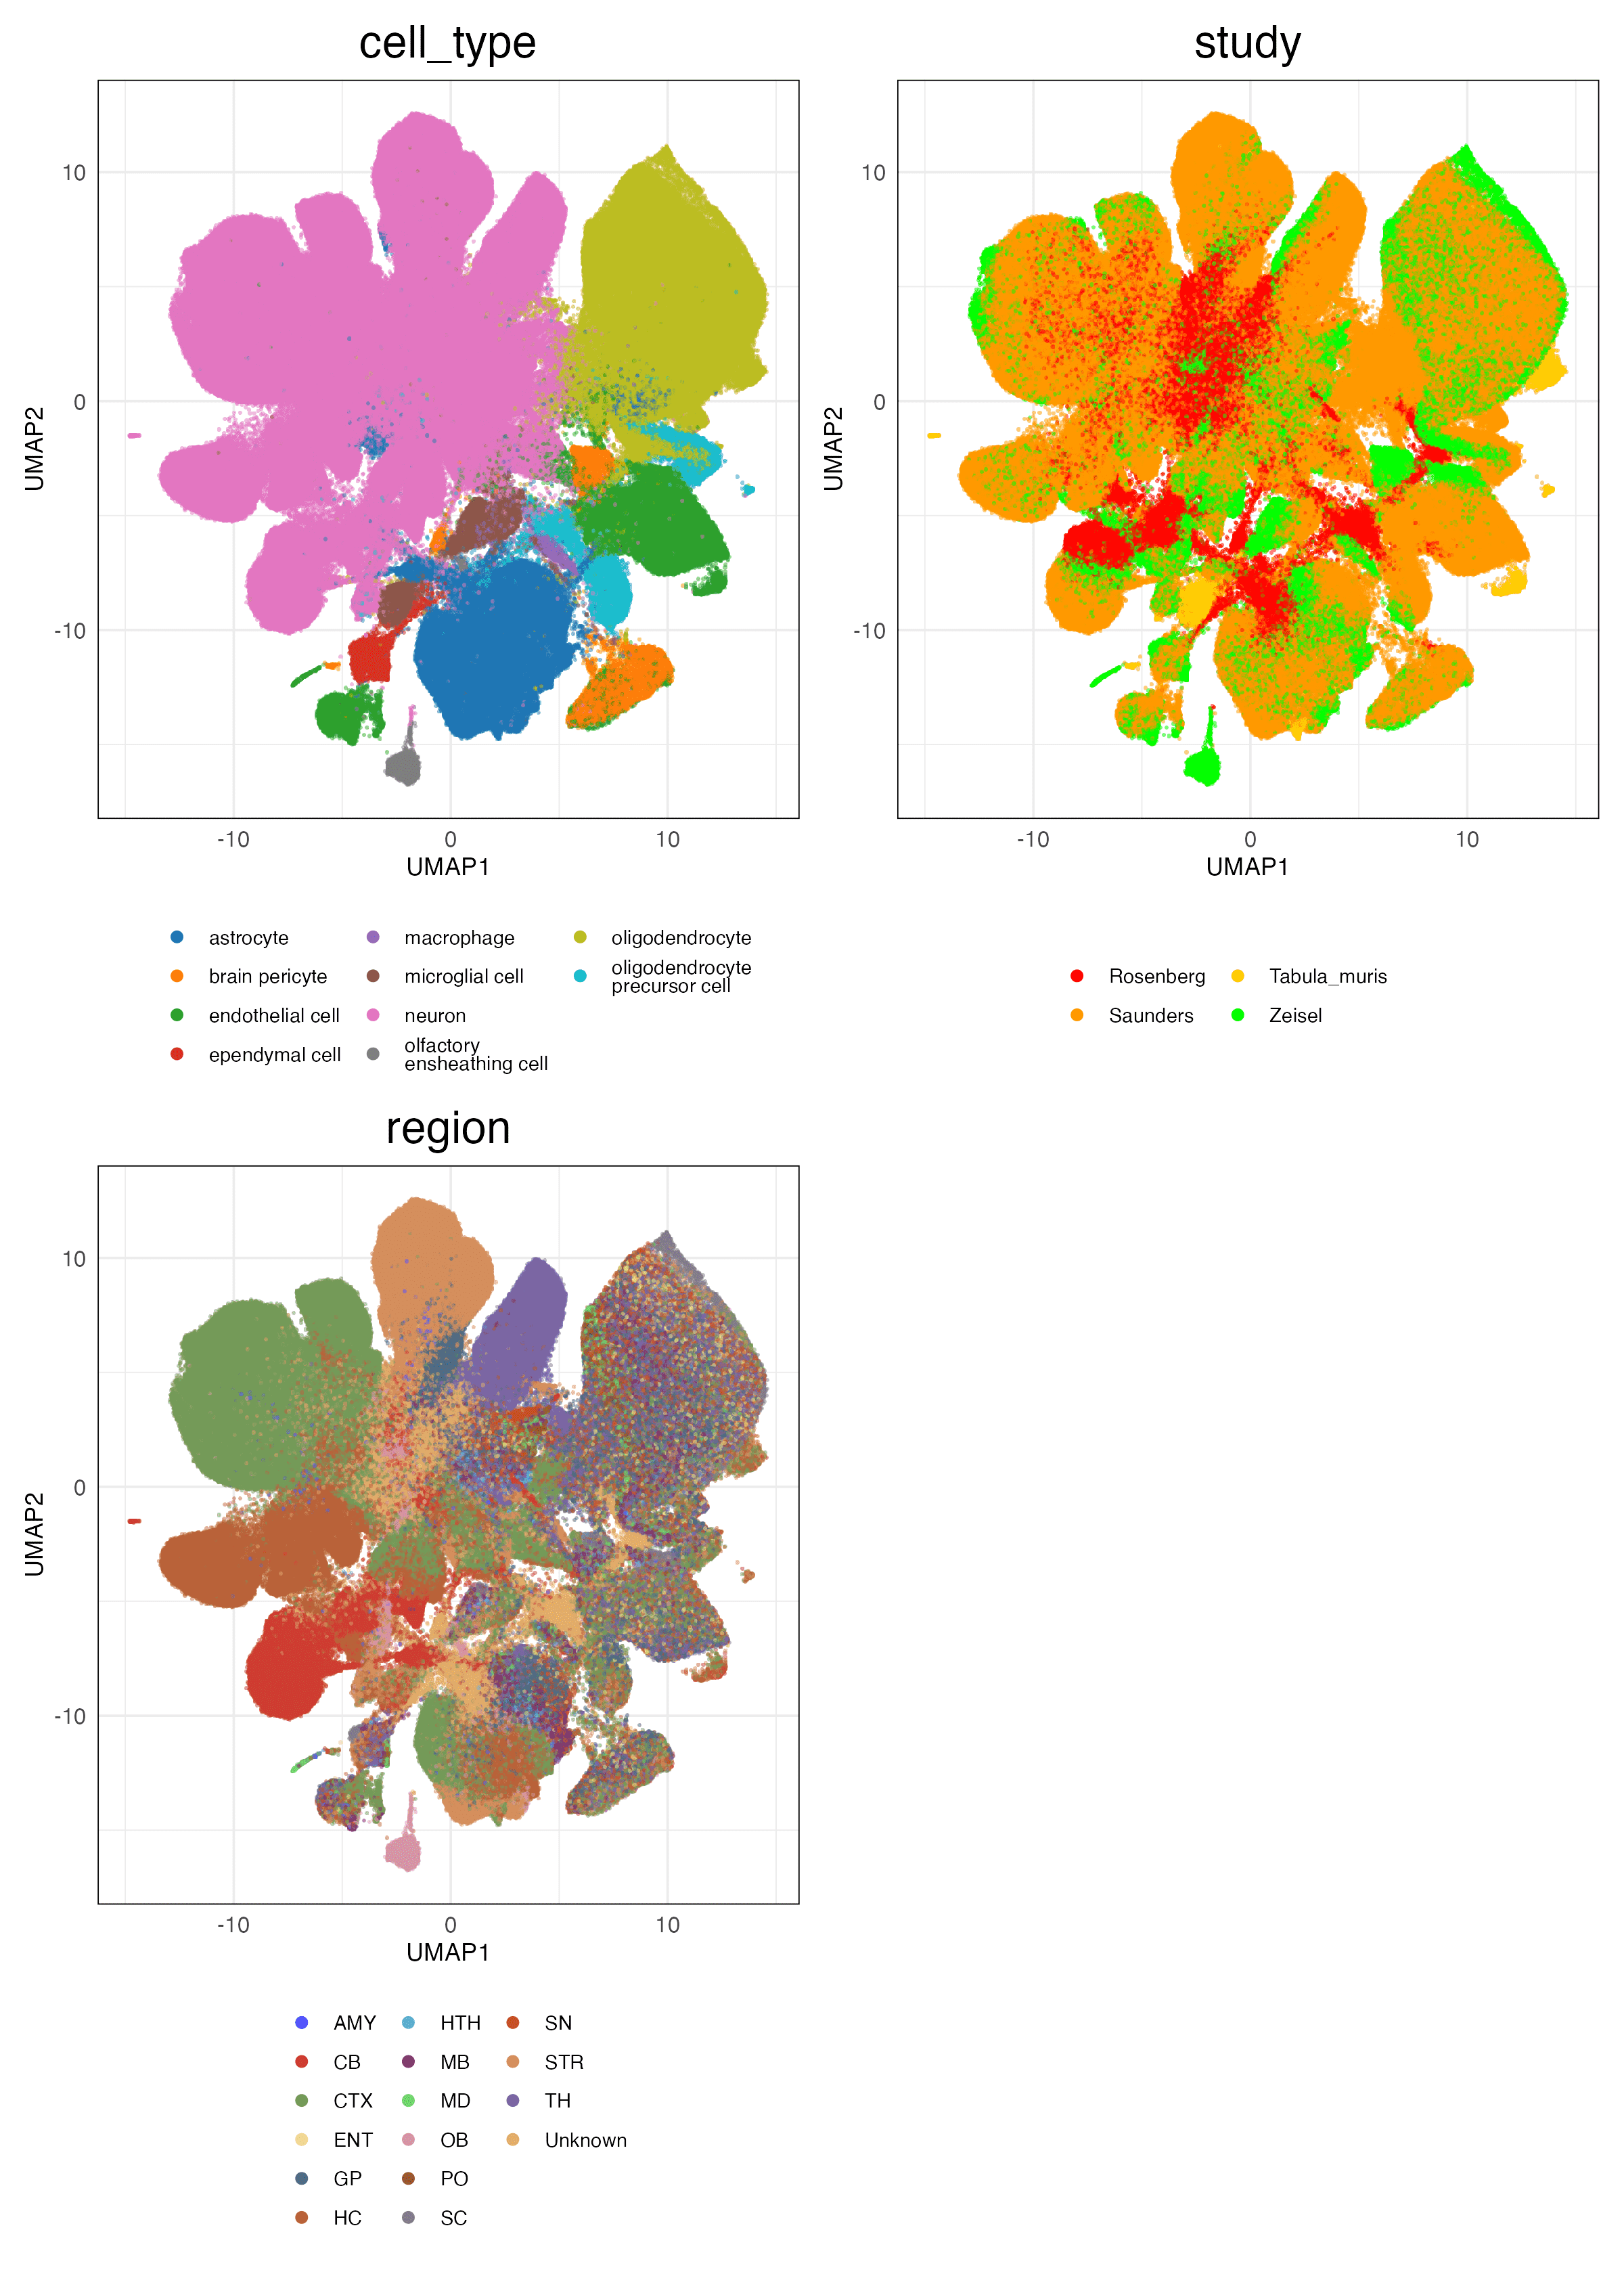 cell_type
study
10
0
-10
UMAP2
-10
0
10
UMAP1
10
0
-10
UMAP2
-10
0
10
UMAP1
astrocyte
brain pericyte
endothelial cell
ependymal cell
macrophage
microglial cell
neuron
olfactory
ensheathing cell
oligodendrocyte
oligodendrocyte
precursor cell
Rosenberg
Saunders
Tabula_muris
Zeisel
region
10
0
-10
UMAP2
-10
0
10
UMAP1
AMY
CB
CTX
ENT
GP
HC
HTH
MB
MD
OB
PO
SC
SN
STR
TH
Unknown